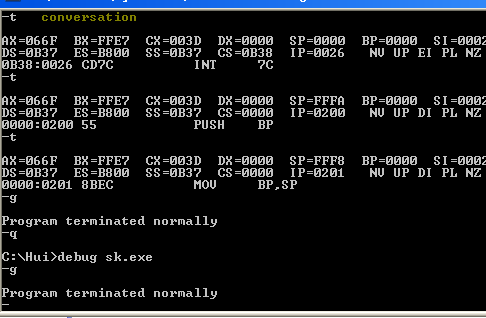 -t conversation
AX=066F BX=FFE7 CX=003D DX=0000 SP=0000 BP=0000 SI=0002
DS=0B37 ES=B800 SS=0B37 CS=0B38 IP=0026 NV UP EI PL NZ
0B38:0026 CD7C INT 7C
-t
AX=066F BX=FFE7 CX=003D DX=0000 SP=FFFA BP=0000 SI=0002
DS=0B37 ES=B800 SS=0B37 CS=0000 IP=0200 NV UP DI PL NZ
0000:0200 55 PUSH BP
-t
AX=066F BX=FFE7 CX=003D DX=0000 SP=FFF8 BP=0000 SI=0002
DS=0B37 ES=B800 SS=0B37 CS=0000 IP=0201 NV UP DI PL NZ
0000:0201 8BEC MOV BP,SP
-g
Program terminated normally
-q
C:\Hui>debug sk.exe
-g
Program terminated normally
-